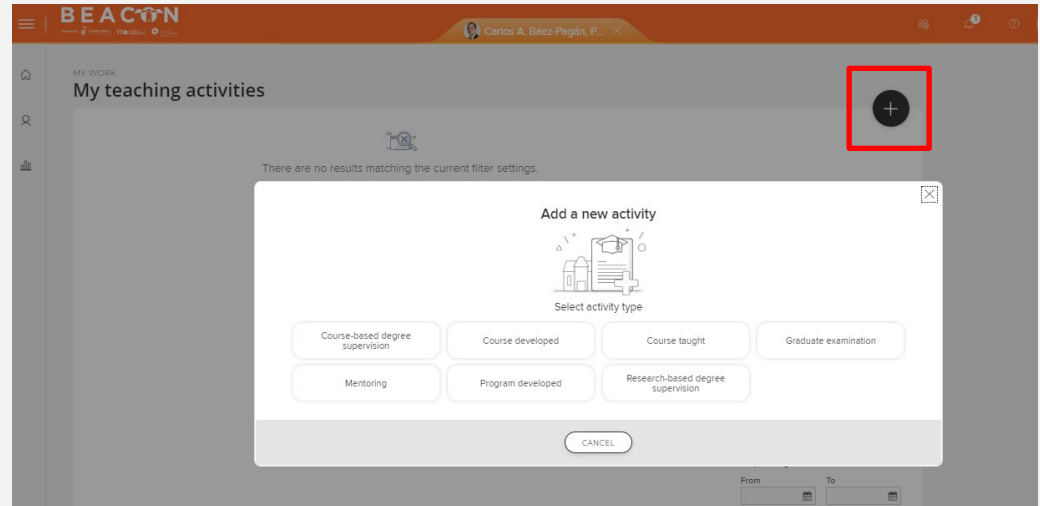 BEACON
Carlos A. Báez-Pagán, P...
1
MY WORK
My teaching activities
There are no results matching the current filter settings.
Add a new activity
Select activity type
Course-based degree
supervision
Course developed
Course taught
Graduate examination
Mentoring
Program developed
Research-based degree
supervision
CANCEL
From
To